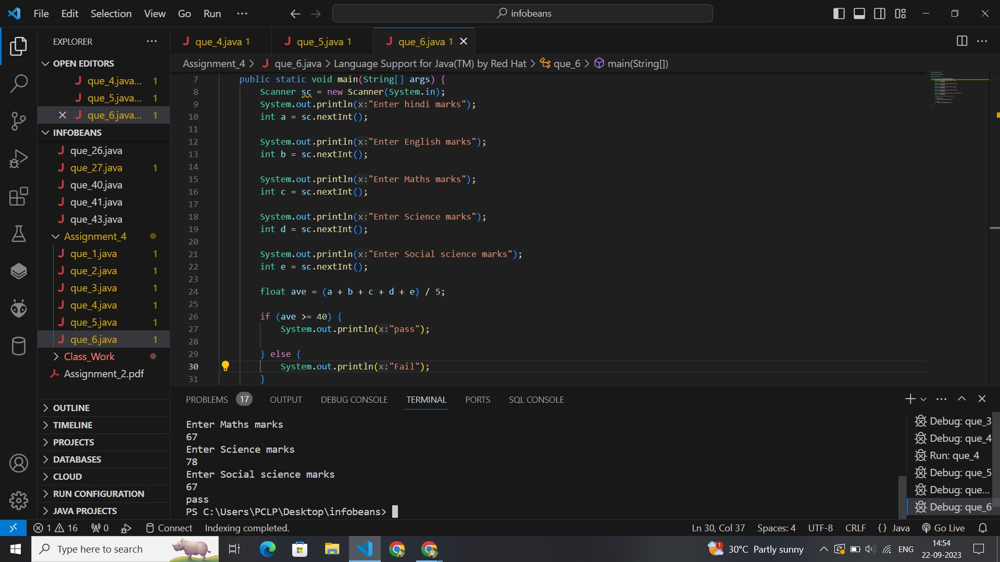 File Edit Selection View Go Run ··· infobeans
EXPLORER ···
OPEN EDITORS
que_4.java... 1
que_5.java... 1
que_6.java... 1
INFOBEANS
que_26.java
que_27.java 1
que_40.java
que_41.java
que_43.java
Assignment_4
que_1.java 1
que_2.java 1
que_3.java 1
que_4.java 1
que_5.java 1
que_6.java 1
Class_Work
Assignment_2.pdf
OUTLINE
TIMELINE
PROJECTS
DATABASES
CLOUD
RUN CONFIGURATION
JAVA PROJECTS
que_4.java 1 que_5.java 1 que_6.java 1
Assignment_4 > que_6.java > Language Support for Java(TM) by Red Hat > que_6 > main(String[])
7 public static void main(String[] args) {
8 Scanner sc = new Scanner(System.in);
9 System.out.println(x:"Enter hindi marks");
10 int a = sc.nextInt();
11
12 System.out.println(x:"Enter English marks");
13 int b = sc.nextInt();
14
15 System.out.println(x:"Enter Maths marks");
16 int c = sc.nextInt();
17
18 System.out.println(x:"Enter Science marks");
19 int d = sc.nextInt();
20
21 System.out.println(x:"Enter Social science marks");
22 int e = sc.nextInt();
23
24 float ave = (a + b + c + d + e) / 5;
25
26 if (ave >= 40) {
27 System.out.println(x:"pass");
28
29 } else {
30 System.out.println(x:"Fail");
31 }
PROBLEMS 17 OUTPUT DEBUG CONSOLE TERMINAL PORTS SQL CONSOLE
Enter Maths marks
67
Enter Science marks
78
Enter Social science marks
67
pass
PS C:\Users\PCLP\Desktop\infobeans>
Debug: que_3
Debug: que_4
Run: que_4
Debug: que_5
Debug: que...
Debug: que_6
1 16 0 Connect Indexing completed. Ln 30, Col 37 Spaces: 4 UTF-8 CRLF {} Java Go Live
Type here to search 1 30°C Partly sunny ENG 14:54
22-09-2023